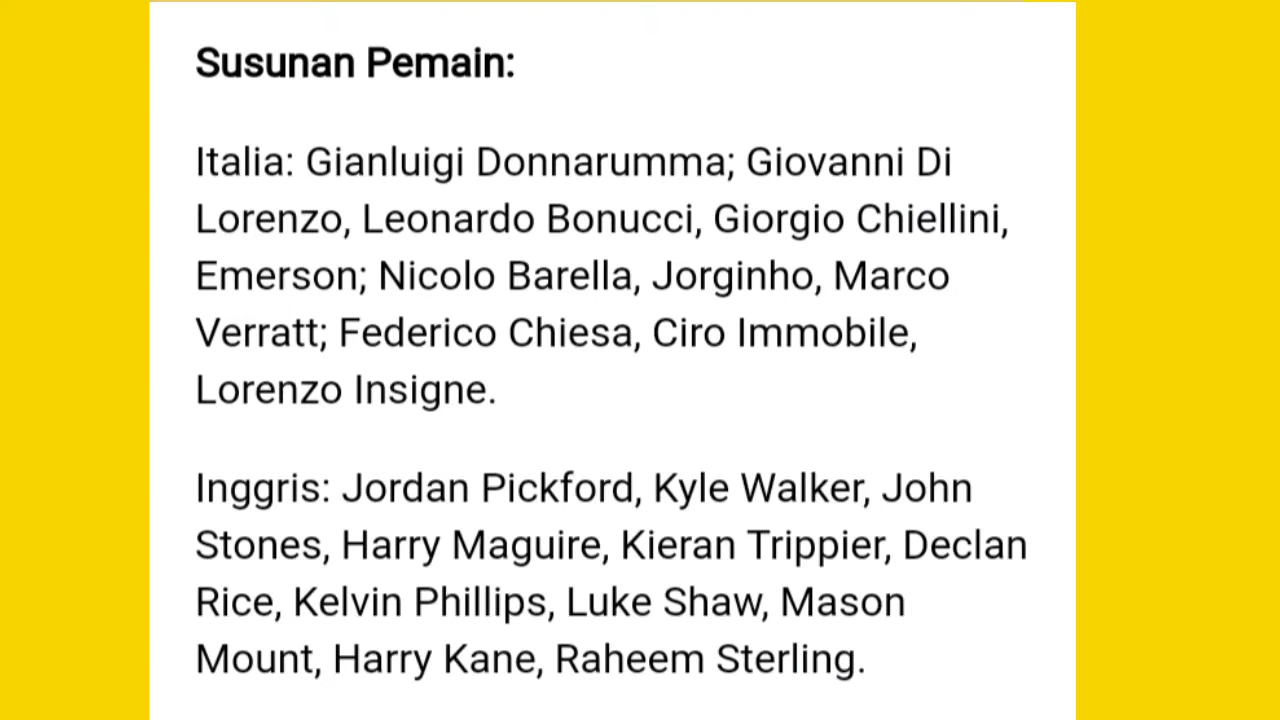 Susunan Pemain:
Italia: Gianluigi Donnarumma; Giovanni Di
Lorenzo, Leonardo Bonucci, Giorgio Chiellini,
Emerson; Nicolo Barella, Jorginho, Marco
Verratt; Federico Chiesa, Ciro Immobile,
Lorenzo Insigne.
Inggris: Jordan Pickford, Kyle Walker, John
Stones, Harry Maguire, Kieran Trippier, Declan
Rice, Kelvin Phillips, Luke Shaw, Mason
Mount, Harry Kane, Raheem Sterling.